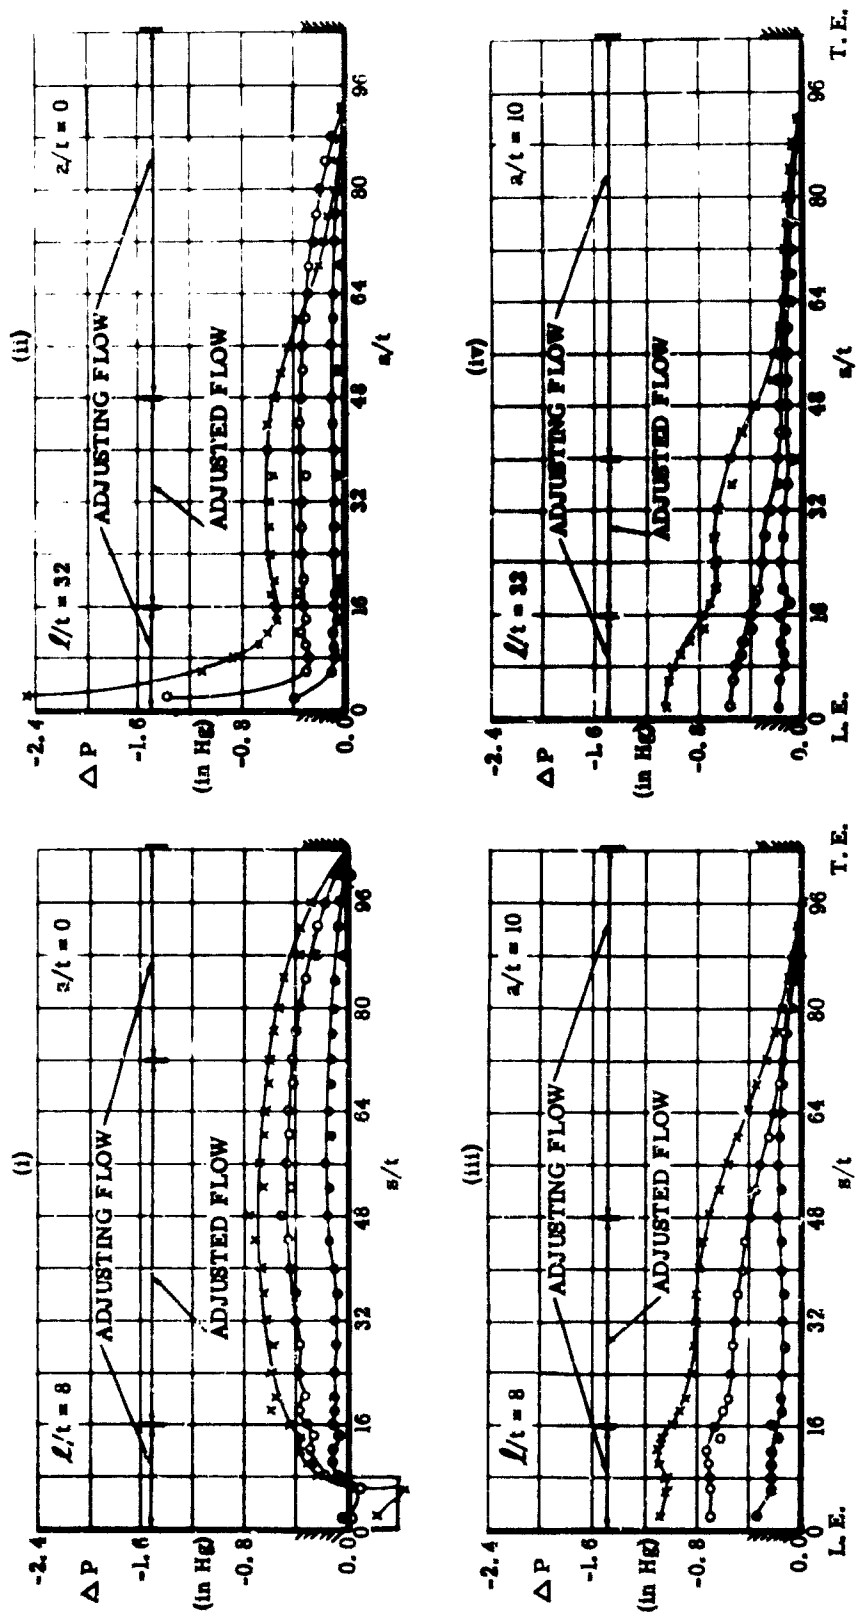 (i)
ℓ/t = 8
a/t = 0
ADJUSTING FLOW
ADJUSTED FLOW
-2.4
△P
-1.6
(in Hg)
-0.8
0.0
0 16 32 48 64 80 96
s/t
(ii)
ℓ/t = 32
a/t = 0
ADJUSTING FLOW
ADJUSTED FLOW
-2.4
△P
-1.6
(in Hg)
-0.8
0.0
0 16 32 48 64 80 96
s/t
(iii)
ℓ/t = 8
a/t = 10
ADJUSTING FLOW
ADJUSTED FLOW
-2.4
△P
-1.6
(in Hg)
-0.8
0.0
0 16 32 48 64 80 96
L. E. s/t T. E.
(iv)
ℓ/t = 32
a/t = 10
ADJUSTING FLOW
ADJUSTED FLOW
-2.4
△P
-1.6
(in Hg)
-0.8
0.0
0 16 32 48 64 80 96
L. E. s/t T. E.